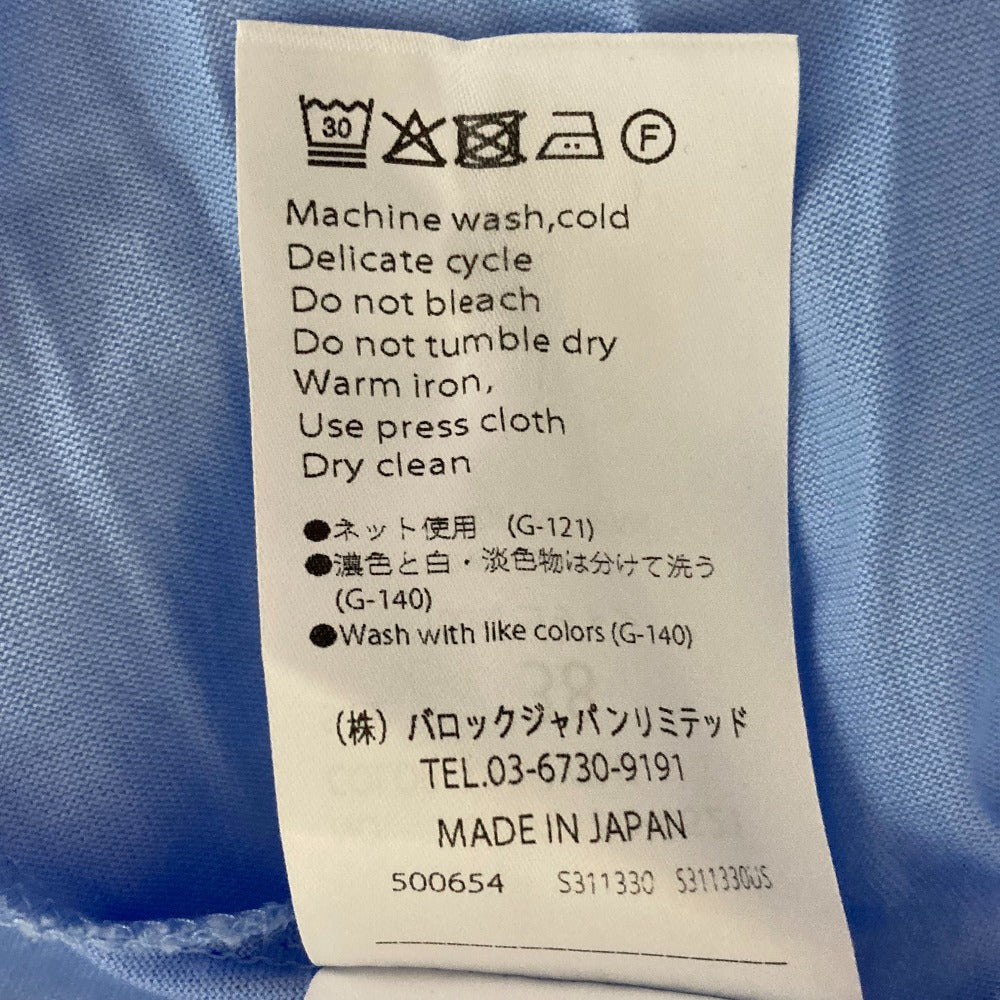 30 F
Machine wash,cold
Delicate cycle
Do not bleach
Do not tumble dry
Warm iron,
Use press cloth
Dry clean
●ネット使用 (G-121)
●濃色と白・淡色物は分けて洗う
(G-140)
●Wash with like colors (G-140)
(株) バロックジャパンリミテッド
TEL.03-6730-9191
MADE IN JAPAN
500654 S311330 S311330US